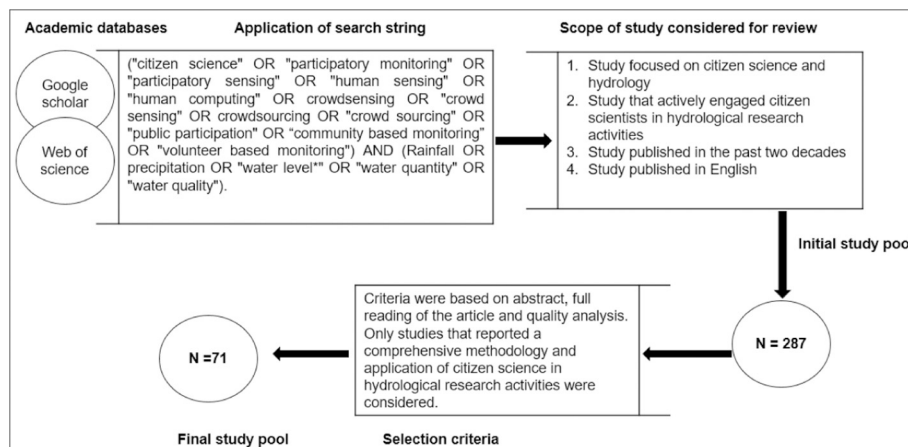 Academic databases
Application of search string
Scope of study considered for review
Google
scholar
Web of
science
("citizen science" OR "participatory monitoring" OR
"participatory sensing" OR "human sensing" OR
"human computing" OR crowdsensing OR "crowd
sensing" OR crowdsourcing OR "crowd sourcing" OR
"public participation" OR “community based monitoring”
OR "volunteer based monitoring") AND (Rainfall OR
precipitation OR "water level*" OR "water quantity" OR
"water quality").
1. Study focused on citizen science and
hydrology
2. Study that actively engaged citizen
scientists in hydrological research
activities
3. Study published in the past two decades
4. Study published in English
Initial study pool
N = 287
Criteria were based on abstract, full
reading of the article and quality analysis.
Only studies that reported a
comprehensive methodology and
application of citizen science in
hydrological research activities were
considered.
N =71
Final study pool
Selection criteria